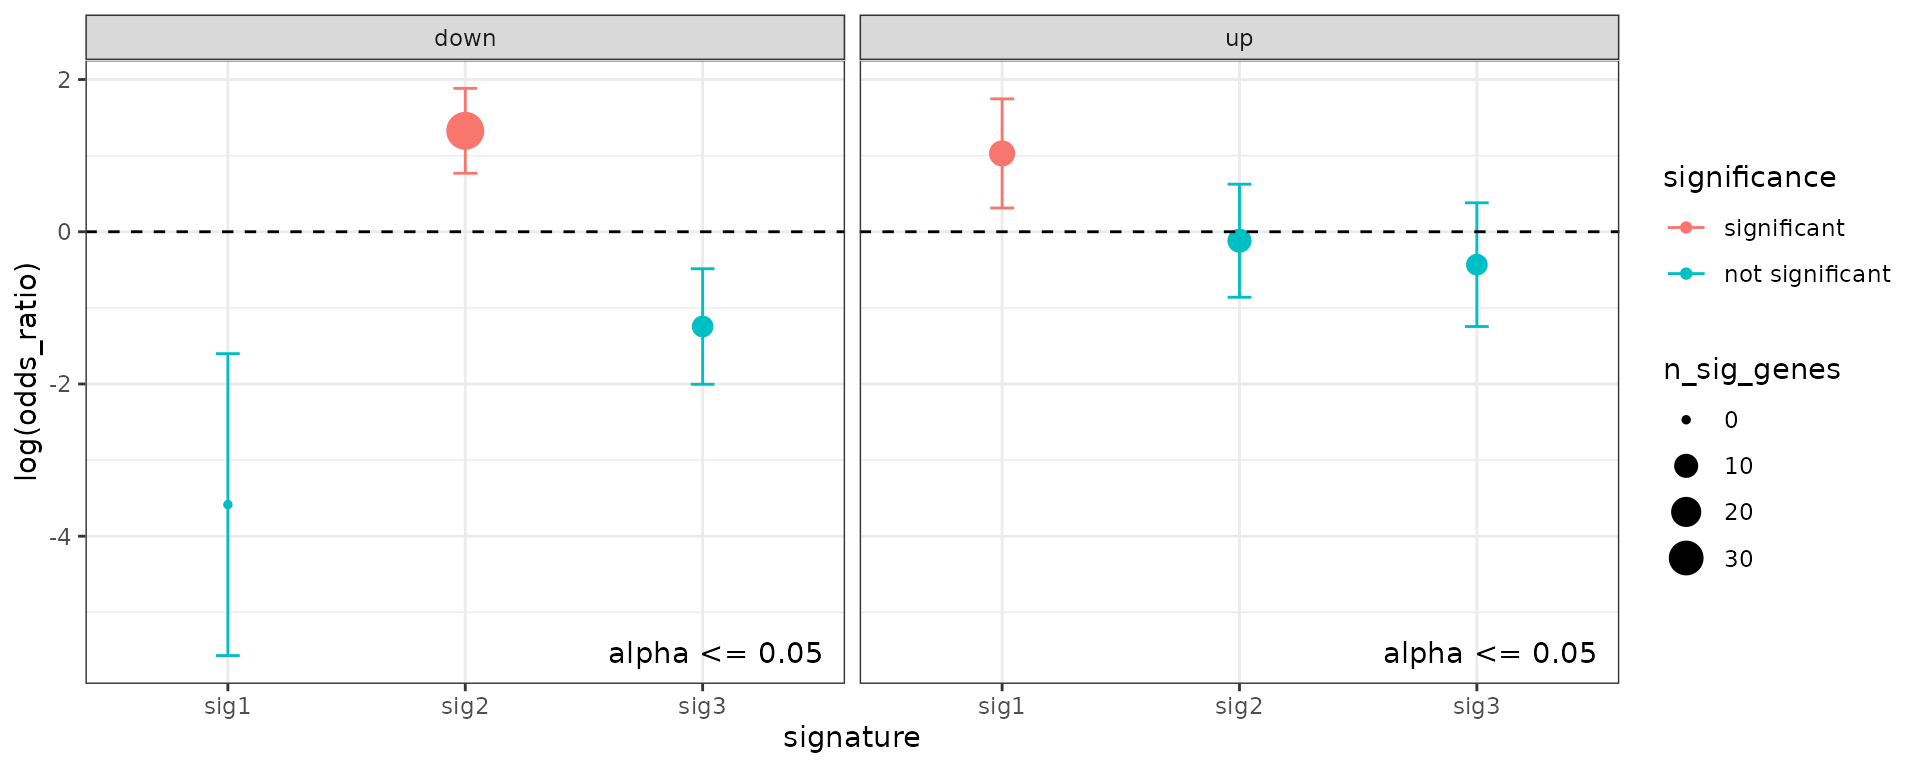 down
up
2
0
-2
-4
log(odds_ratio)
alpha <= 0.05
alpha <= 0.05
sig1
sig2
sig3
sig1
sig2
sig3
signature
significance
significant
not significant
n_sig_genes
0
10
20
30